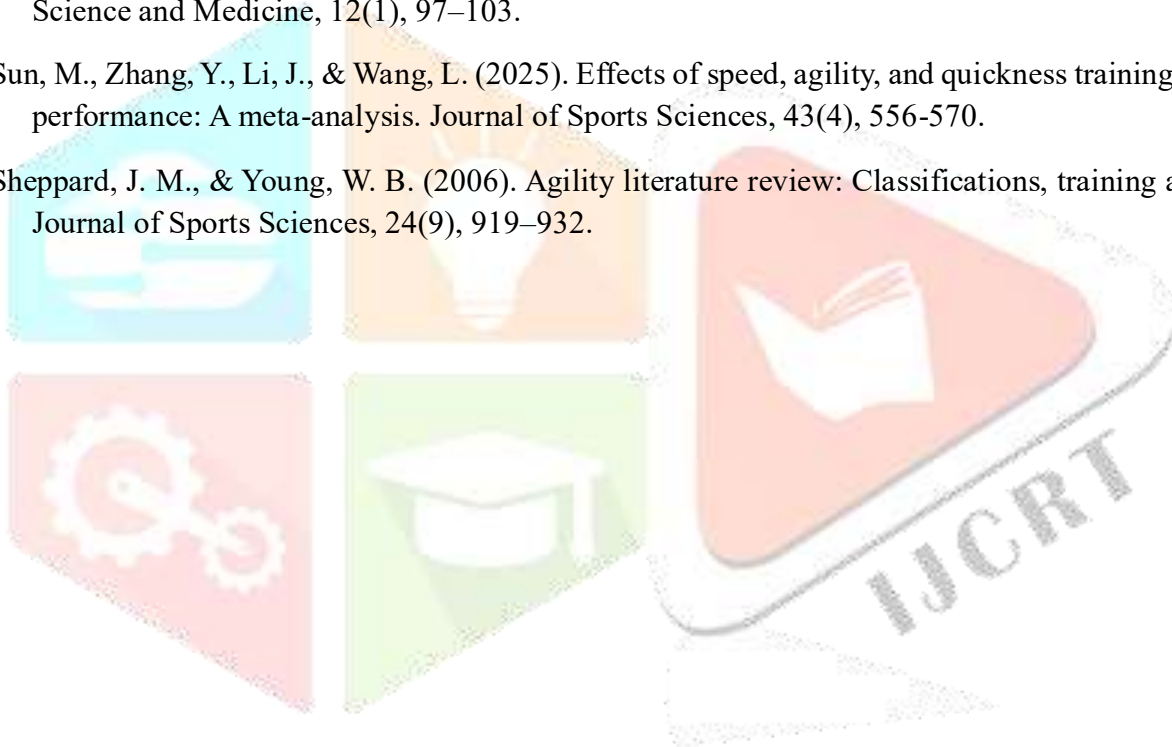 Science and Medicine, 12(1), 97–103.
Sun, M., Zhang, Y., Li, J., & Wang, L. (2025). Effects of speed, agility, and quickness training
performance: A meta-analysis. Journal of Sports Sciences, 43(4), 556-570.
Sheppard, J. M., & Young, W. B. (2006). Agility literature review: Classifications, training a
Journal of Sports Sciences, 24(9), 919–932.
IJCRT